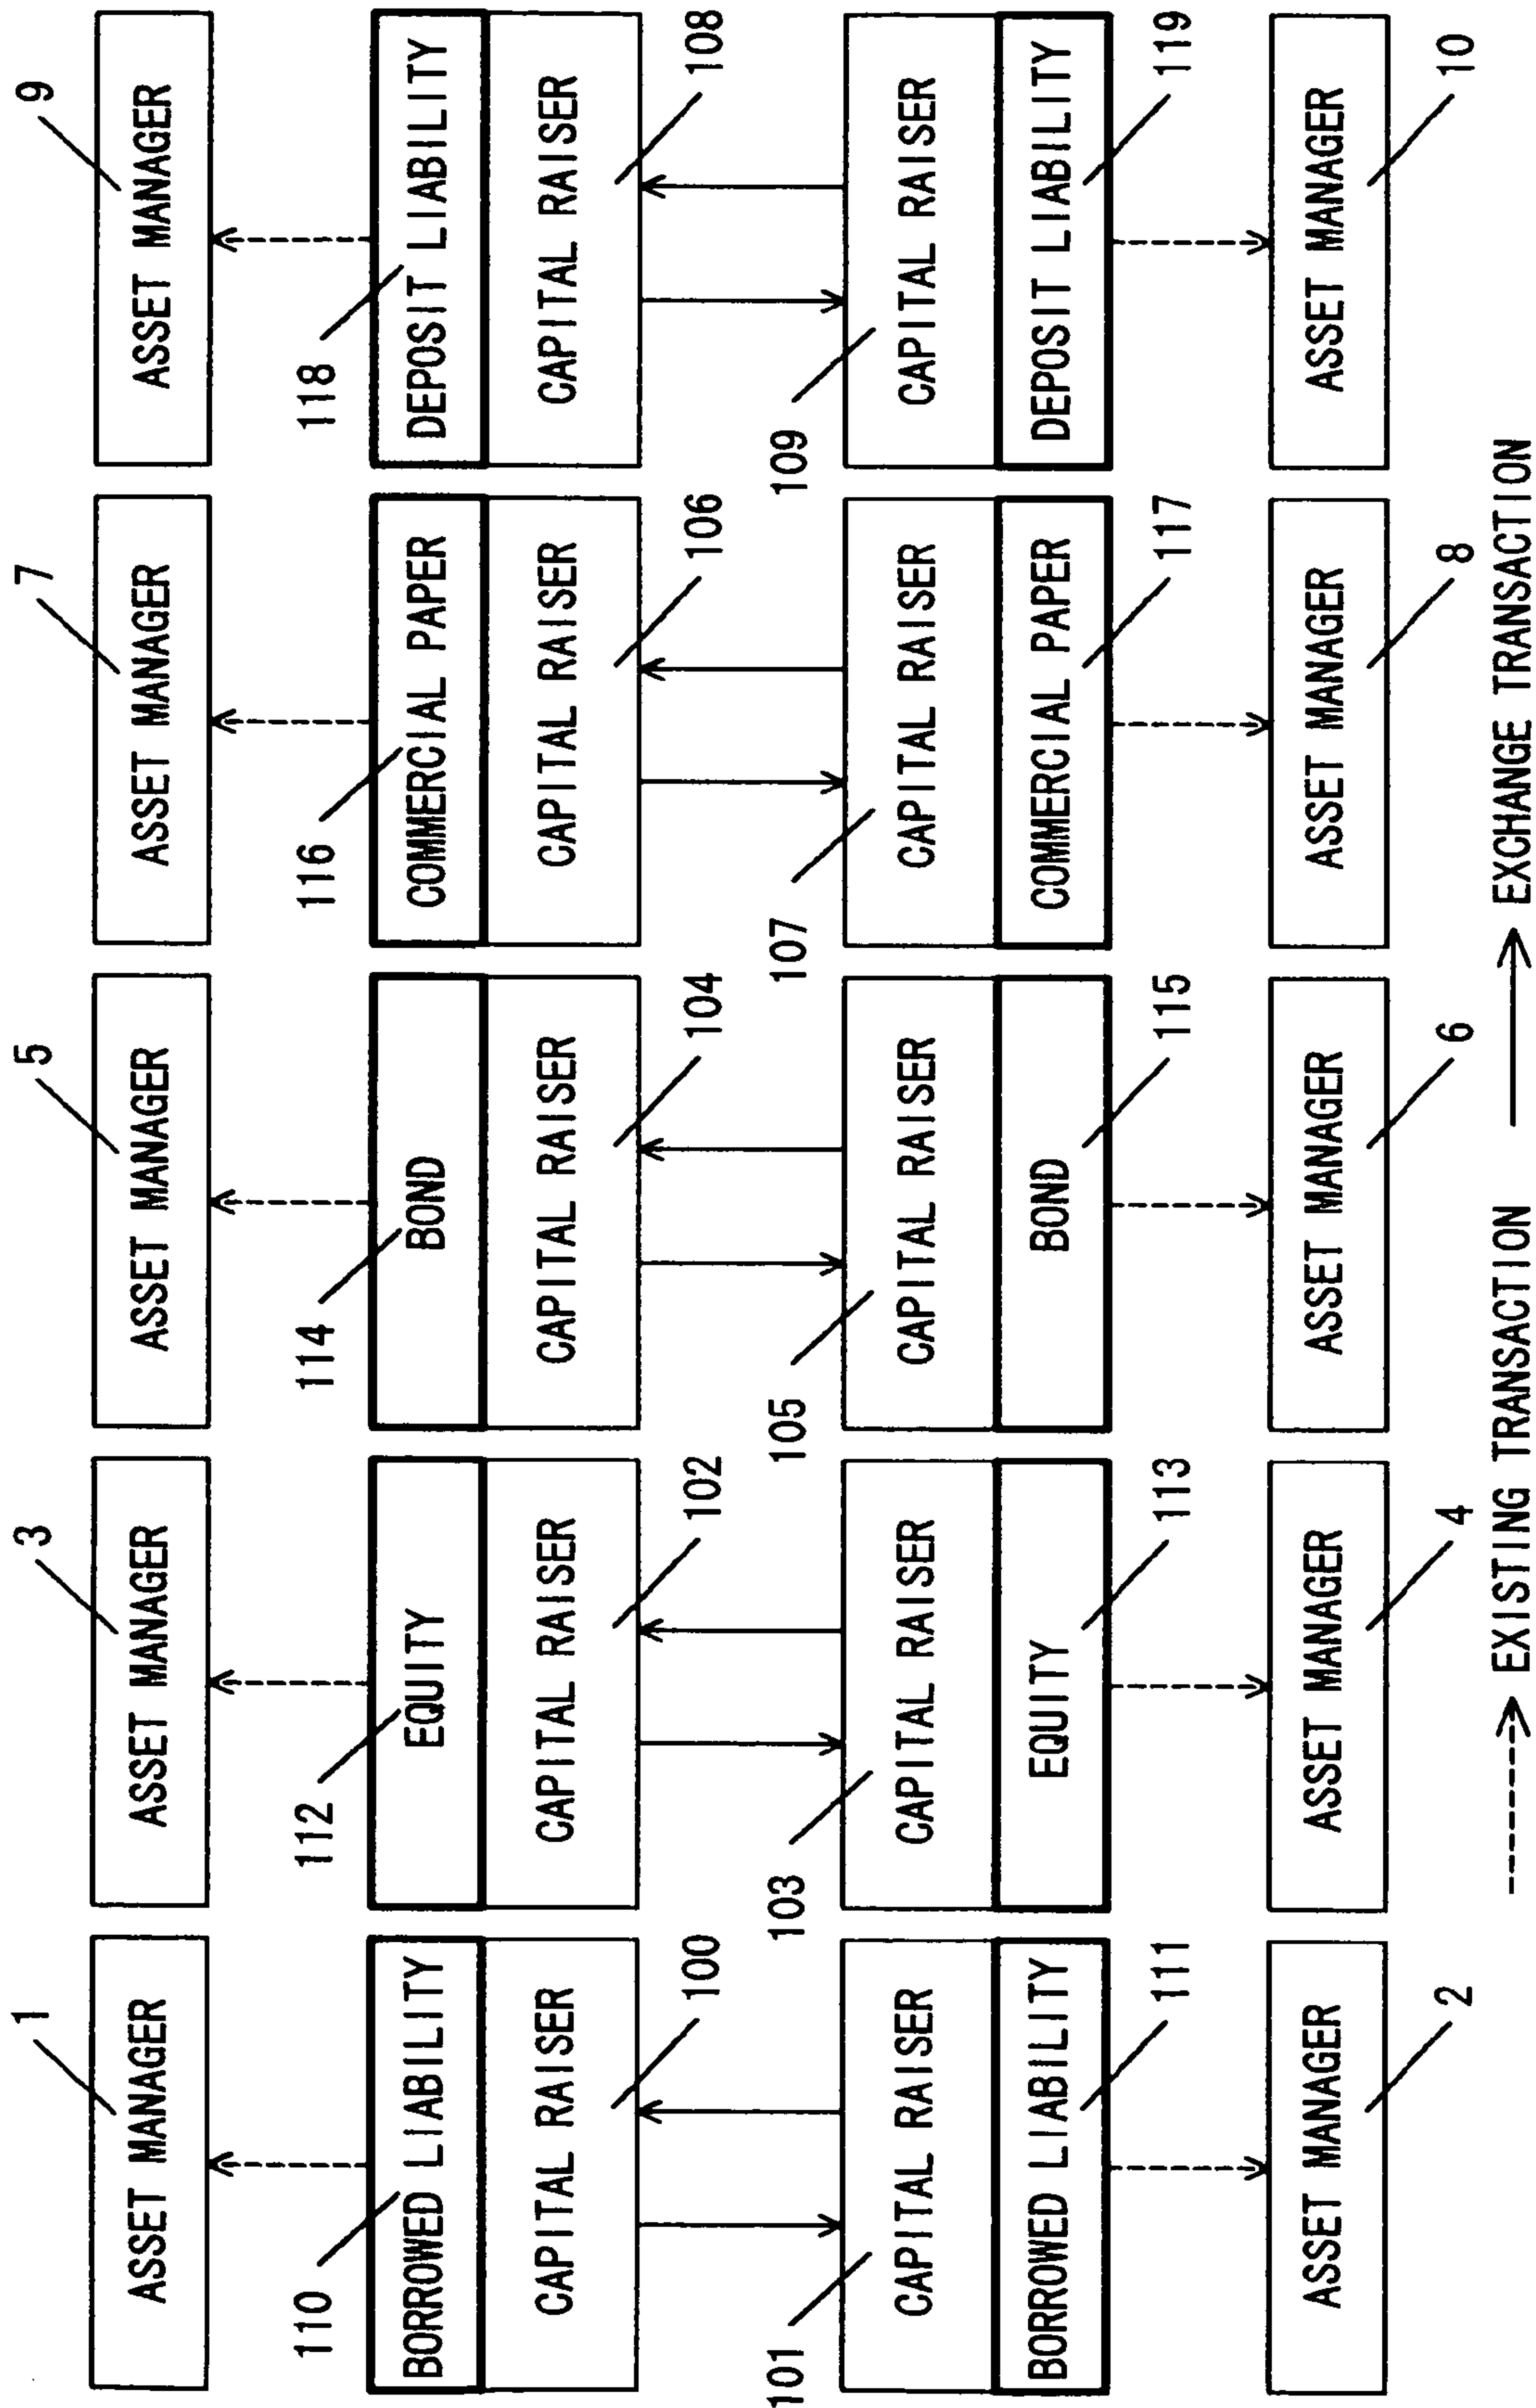 1 3 5 7 9
ASSET MANAGER ASSET MANAGER ASSET MANAGER ASSET MANAGER ASSET MANAGER
110 112 114 116 118
BORROWED LIABILITY EQUITY BOND COMMERCIAL PAPER DEPOSIT LIABILITY
CAPITAL RAISER CAPITAL RAISER CAPITAL RAISER CAPITAL RAISER CAPITAL RAISER
100 102 104 106 108
101 103 105 107 109
CAPITAL RAISER CAPITAL RAISER CAPITAL RAISER CAPITAL RAISER CAPITAL RAISER
BORROWED LIABILITY EQUITY BOND COMMERCIAL PAPER DEPOSIT LIABILITY
111 113 115 117 119
ASSET MANAGER ASSET MANAGER ASSET MANAGER ASSET MANAGER ASSET MANAGER
2 4 6 8 10
EXISTING TRANSACTION EXCHANGE TRANSACTION